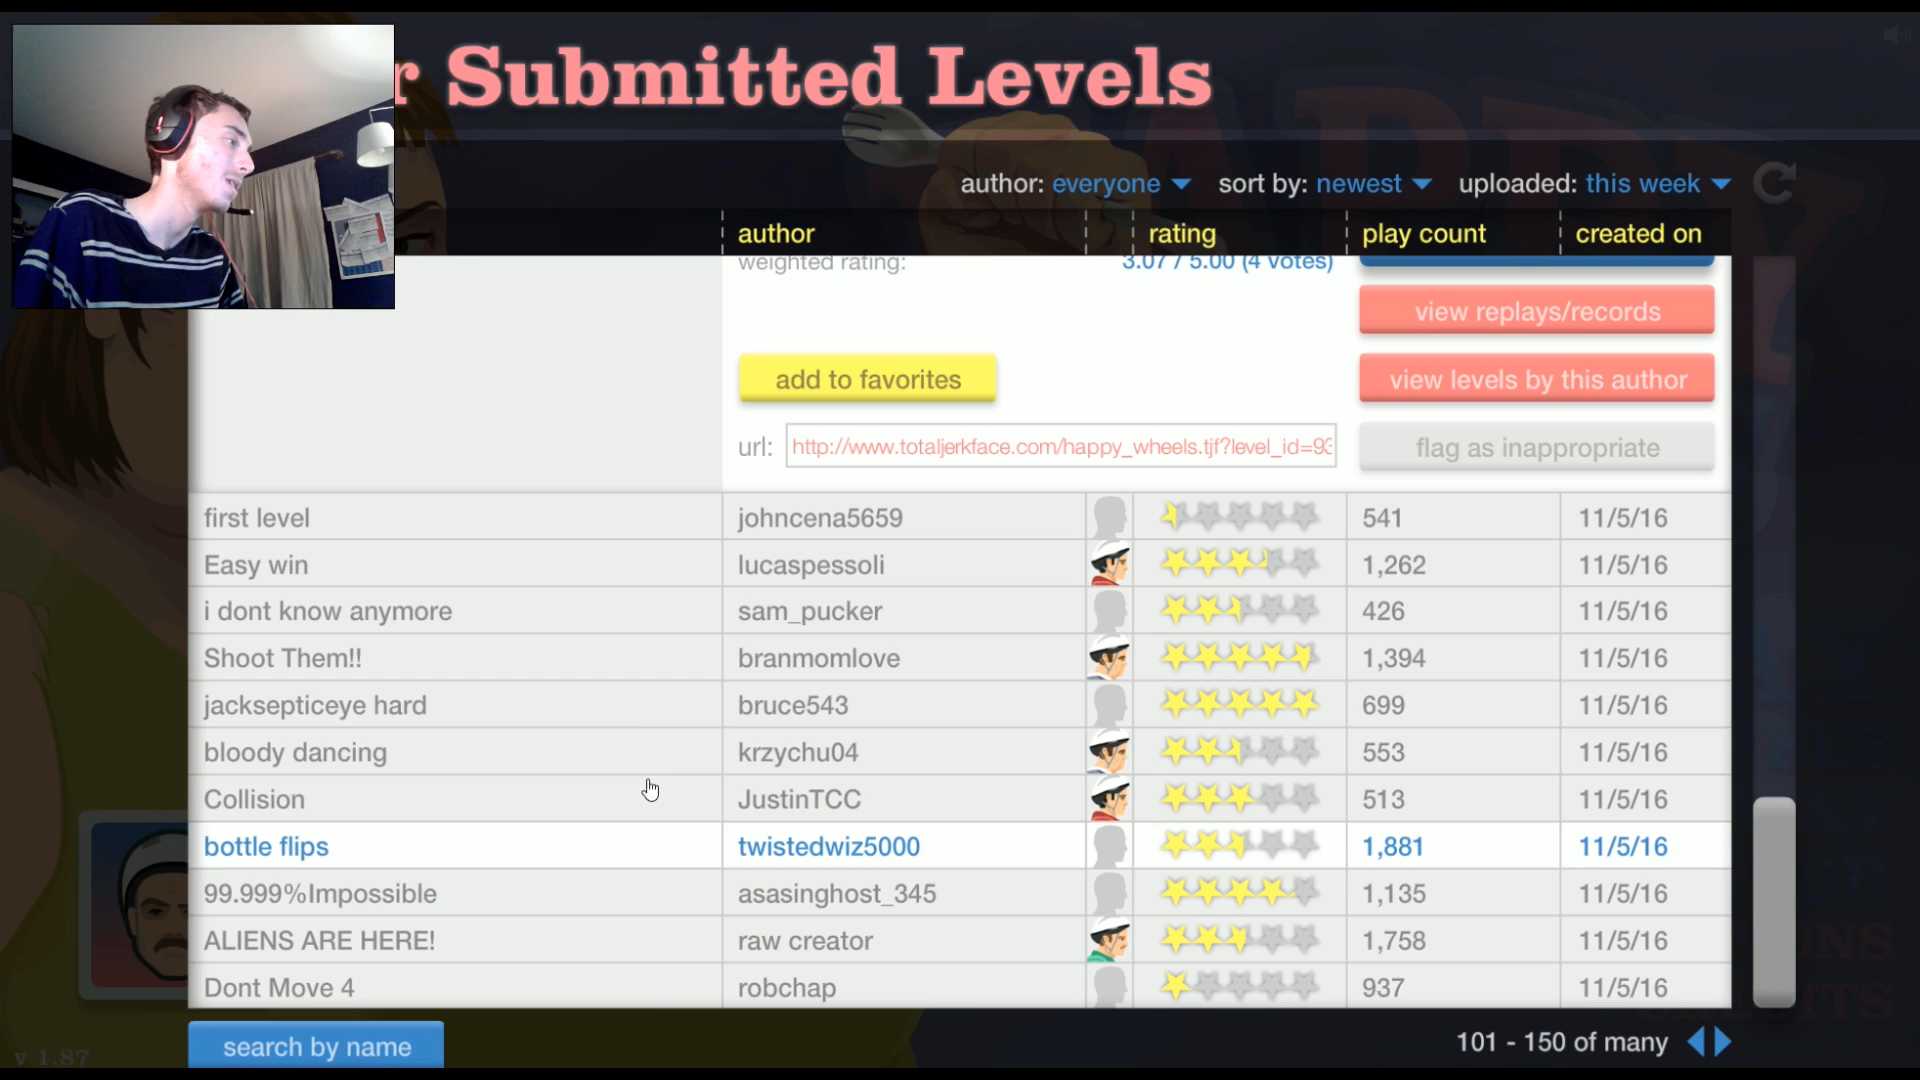 r Submitted Levels
author: everyone sort by: newest uploaded: this week
author rating play count created on
weighted rating: 3.07 / 5.00 (4 votes)
view replays/records
add to favorites view levels by this author
url: http://www.totaljerkface.com/happy_wheels.tjf?level_id=93 flag as inappropriate
first level johncena5659 541 11/5/16
Easy win lucaspessoli 1,262 11/5/16
i dont know anymore sam_pucker 426 11/5/16
Shoot Them!! branmomlove 1,394 11/5/16
jacksepticeye hard bruce543 699 11/5/16
bloody dancing krzychu04 553 11/5/16
Collision JustinTCC 513 11/5/16
bottle flips twistedwiz5000 1,881 11/5/16
99.999%Impossible asasinghost_345 1,135 11/5/16
ALIENS ARE HERE! raw creator 1,758 11/5/16
Dont Move 4 robchap 937 11/5/16
search by name 101 - 150 of many
v 1.87